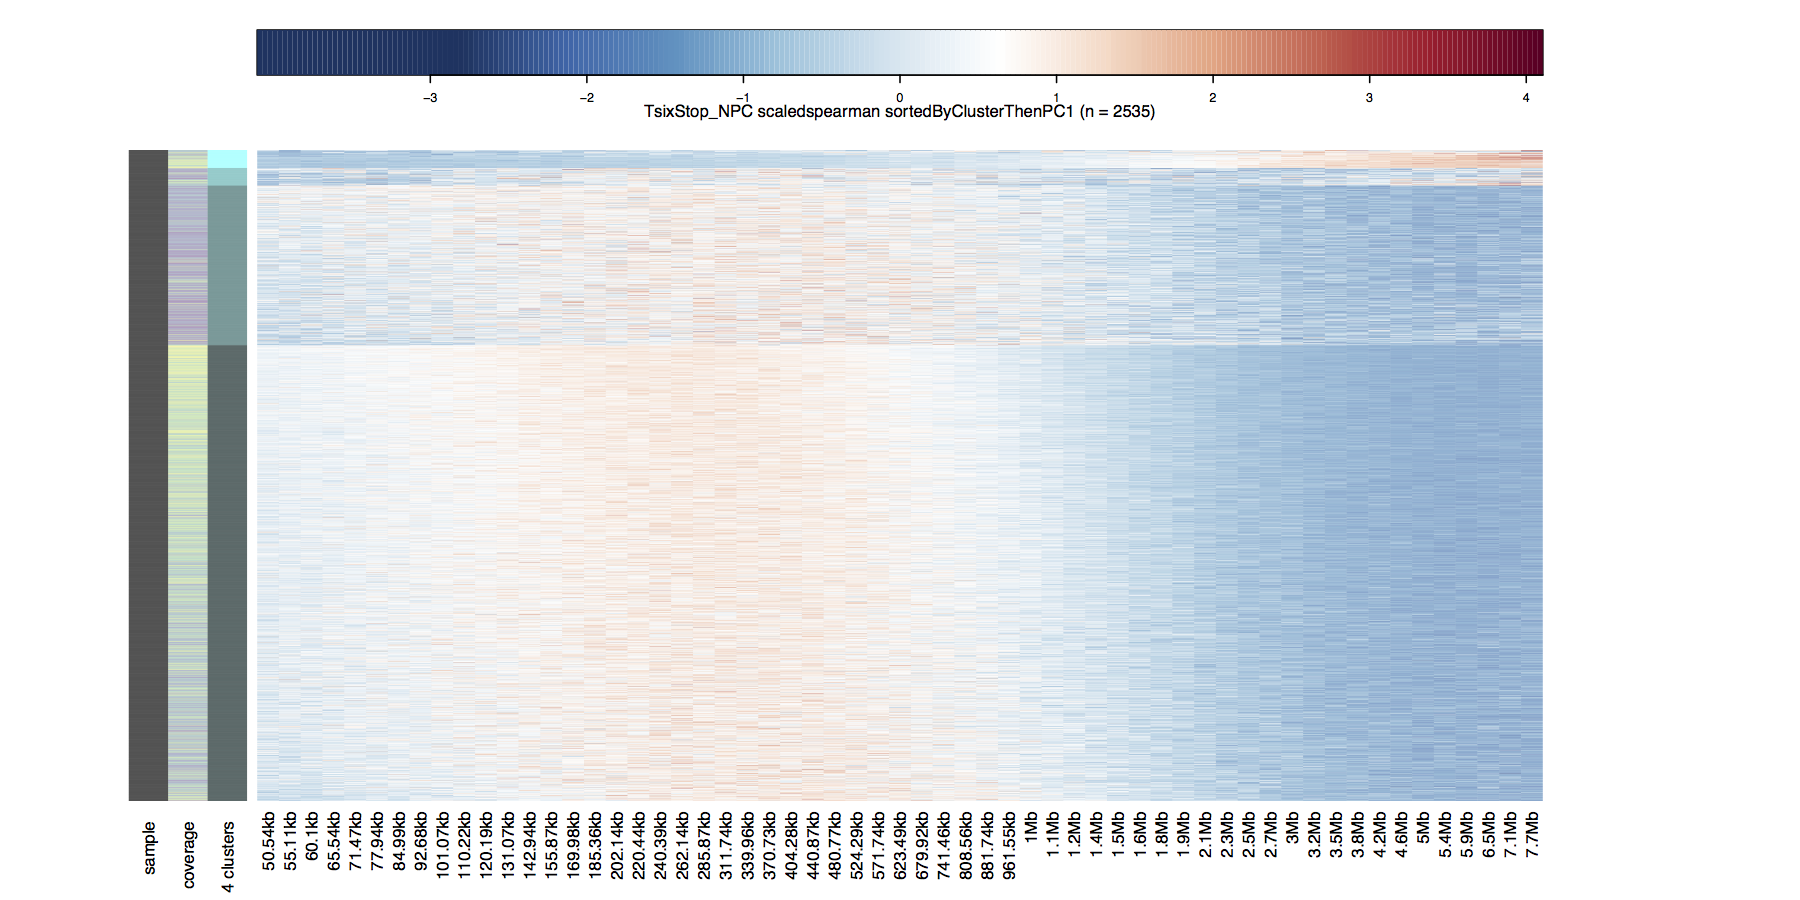 −3 −2 −1 0 1 2 3 4
TsixStop_NPC scaledspearman sortedByClusterThenPC1 (n = 2535)
sample
coverage
4 clusters
50.54kb
55.11kb
60.1kb
65.54kb
71.47kb
77.94kb
84.99kb
92.68kb
101.07kb
110.22kb
120.19kb
131.07kb
142.94kb
155.87kb
169.98kb
185.36kb
202.14kb
220.44kb
240.39kb
262.14kb
285.87kb
311.74kb
339.96kb
370.73kb
404.28kb
440.87kb
480.77kb
524.29kb
571.74kb
623.49kb
679.92kb
741.46kb
808.56kb
881.74kb
961.55kb
1Mb
1.1Mb
1.2Mb
1.4Mb
1.5Mb
1.6Mb
1.8Mb
1.9Mb
2.1Mb
2.3Mb
2.5Mb
2.7Mb
3Mb
3.2Mb
3.5Mb
3.8Mb
4.2Mb
4.6Mb
5Mb
5.4Mb
5.9Mb
6.5Mb
7.1Mb
7.7Mb